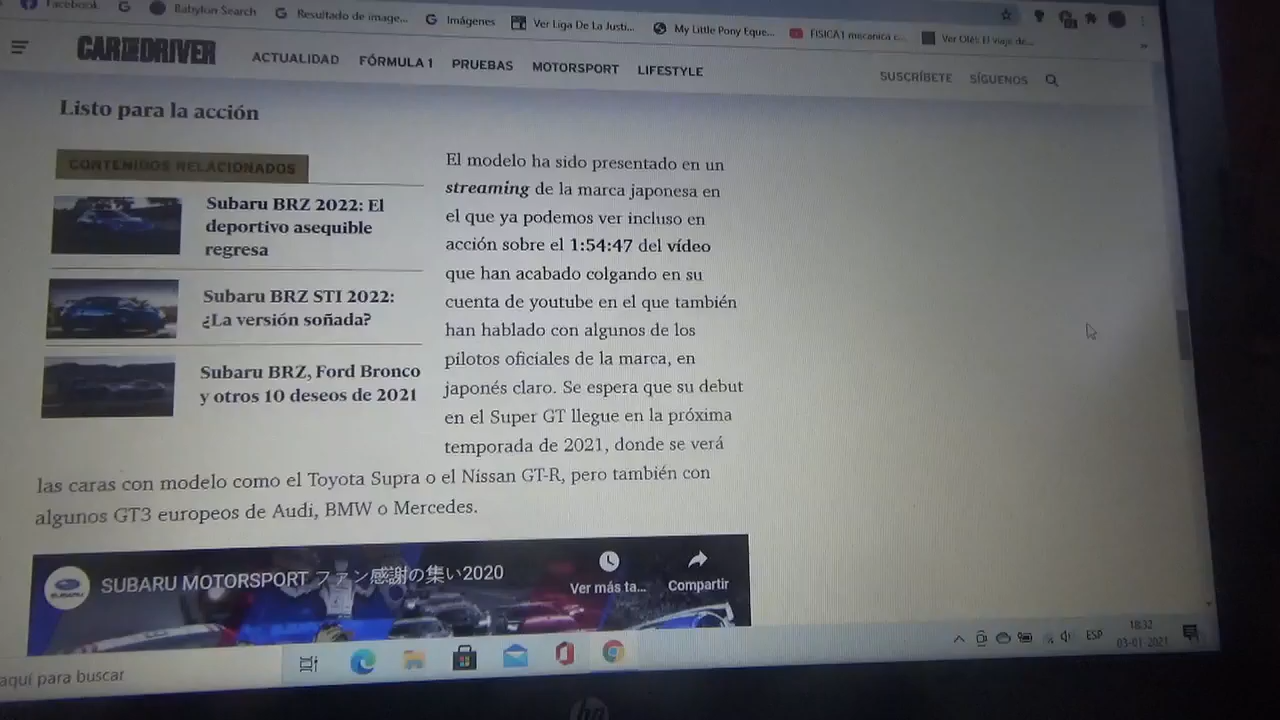 Facebook
Babylon Search
Resultado de image...
Imágenes
Ver Liga De La Justi...
My Little Pony Eque...
FISICA1 mecanica c...
Ver Olé: El viaje de...
CAR AND DRIVER
ACTUALIDAD FÓRMULA 1 PRUEBAS MOTORSPORT LIFESTYLE
SUSCRÍBETE SÍGUENOS
Listo para la acción
CONTENIDOS RELACIONADOS
Subaru BRZ 2022: El
deportivo asequible
regresa
Subaru BRZ STI 2022:
¿La versión soñada?
Subaru BRZ, Ford Bronco
y otros 10 deseos de 2021
El modelo ha sido presentado en un
streaming de la marca japonesa en
el que ya podemos ver incluso en
acción sobre el 1:54:47 del vídeo
que han acabado colgando en su
cuenta de youtube en el que también
han hablado con algunos de los
pilotos oficiales de la marca, en
japonés claro. Se espera que su debut
en el Super GT llegue en la próxima
temporada de 2021, donde se verá
las caras con modelo como el Toyota Supra o el Nissan GT-R, pero también con
algunos GT3 europeos de Audi, BMW o Mercedes.
SUBARU
SUBARU MOTORSPORT ファン感謝の集い2020
Ver más ta...
Compartir
aquí para buscar
ESP
18:32
03-01-2021
hp